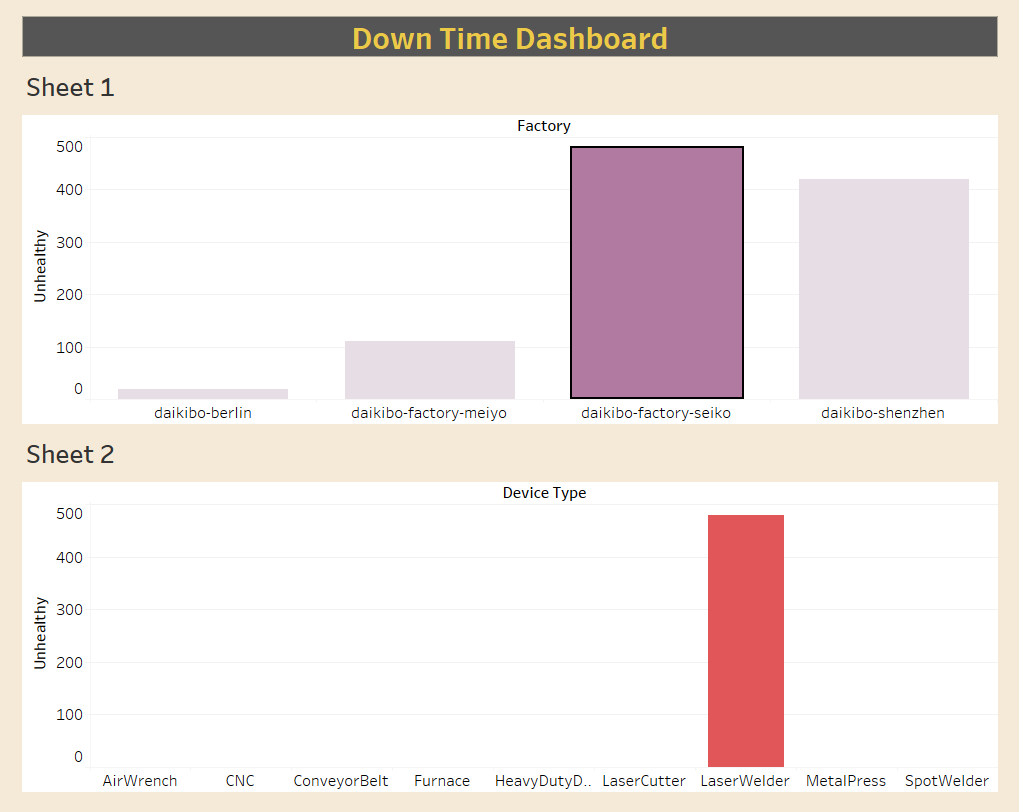 Down Time Dashboard
Sheet 1
Factory
500
400
300
200
100
0
Unhealthy
daikibo-berlin daikibo-factory-meiyo daikibo-factory-seiko daikibo-shenzhen
Sheet 2
Device Type
500
400
300
200
100
0
Unhealthy
AirWrench CNC ConveyorBelt Furnace HeavyDutyD.. LaserCutter LaserWelder MetalPress SpotWelder